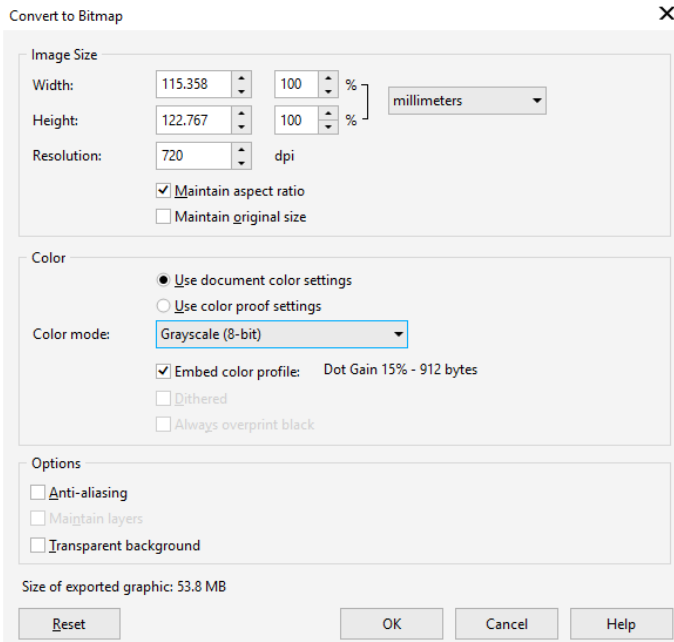 Convert to Bitmap
Image Size
Width: 115.358 100 % millimeters
Height: 122.767 100 %
Resolution: 720 dpi
Maintain aspect ratio
Maintain original size
Color
Use document color settings
Use color proof settings
Color mode: Grayscale (8-bit)
Embed color profile: Dot Gain 15% - 912 bytes
Dithered
Always overprint black
Options
Anti-aliasing
Maintain layers
Transparent background
Size of exported graphic: 53.8 MB
Reset OK Cancel Help